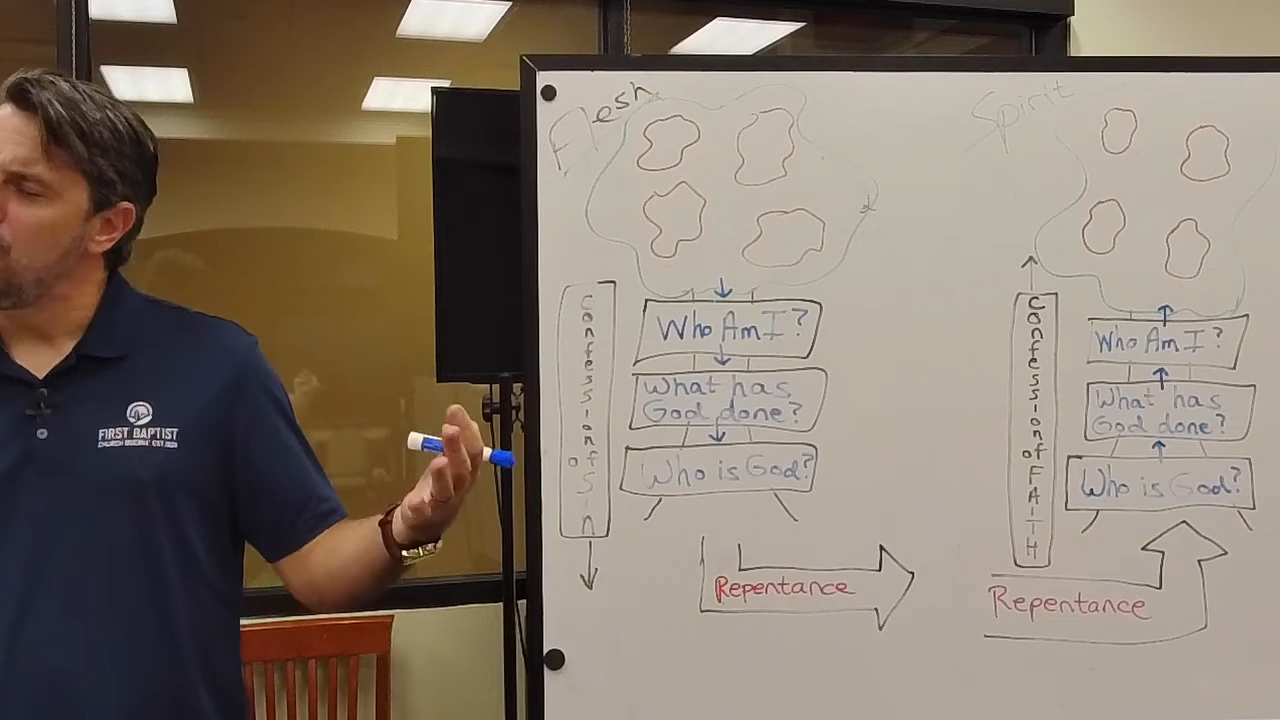 Flesh
Who Am I?
What has
God done?
Who is God?
Confession of Sin
Repentance
Spirit
Who Am I?
What has
God done?
Who is God?
Confession of FAITH
Repentance
FIRST BAPTIST